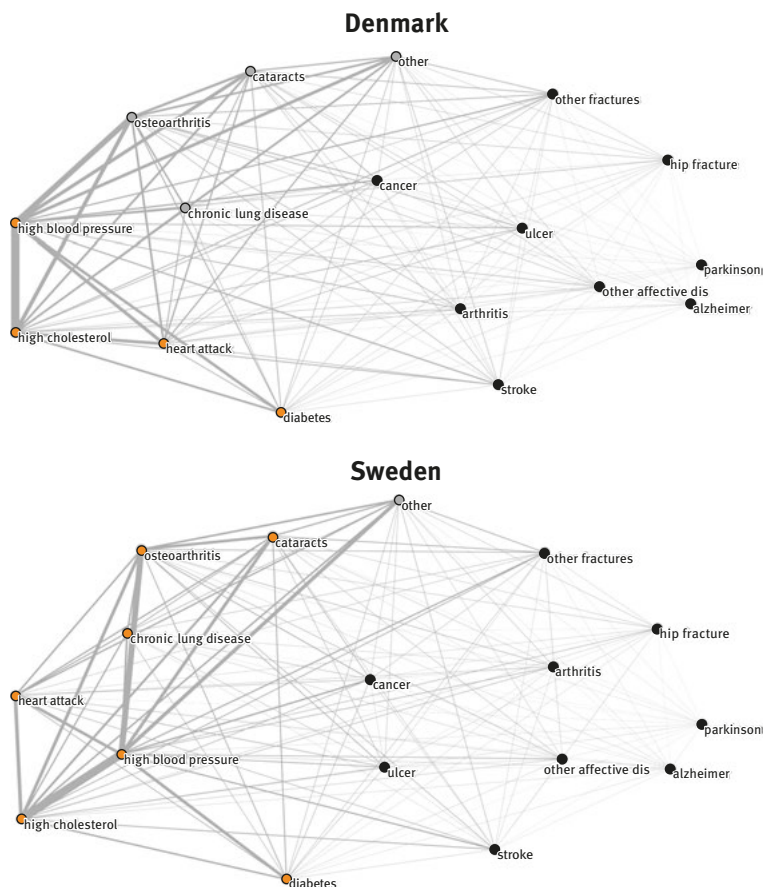 Denmark
other
cataracts
other fractures
osteoarthritis
hip fracture
cancer
chronic lung disease
high blood pressure
ulcer
parkinson
other affective dis
alzheimer
arthritis
high cholesterol
heart attack
stroke
diabetes
Sweden
other
cataracts
osteoarthritis
other fractures
chronic lung disease
hip fracture
arthritis
cancer
heart attack
parkinson
high blood pressure
other affective dis
alzheimer
ulcer
high cholesterol
stroke
diabetes